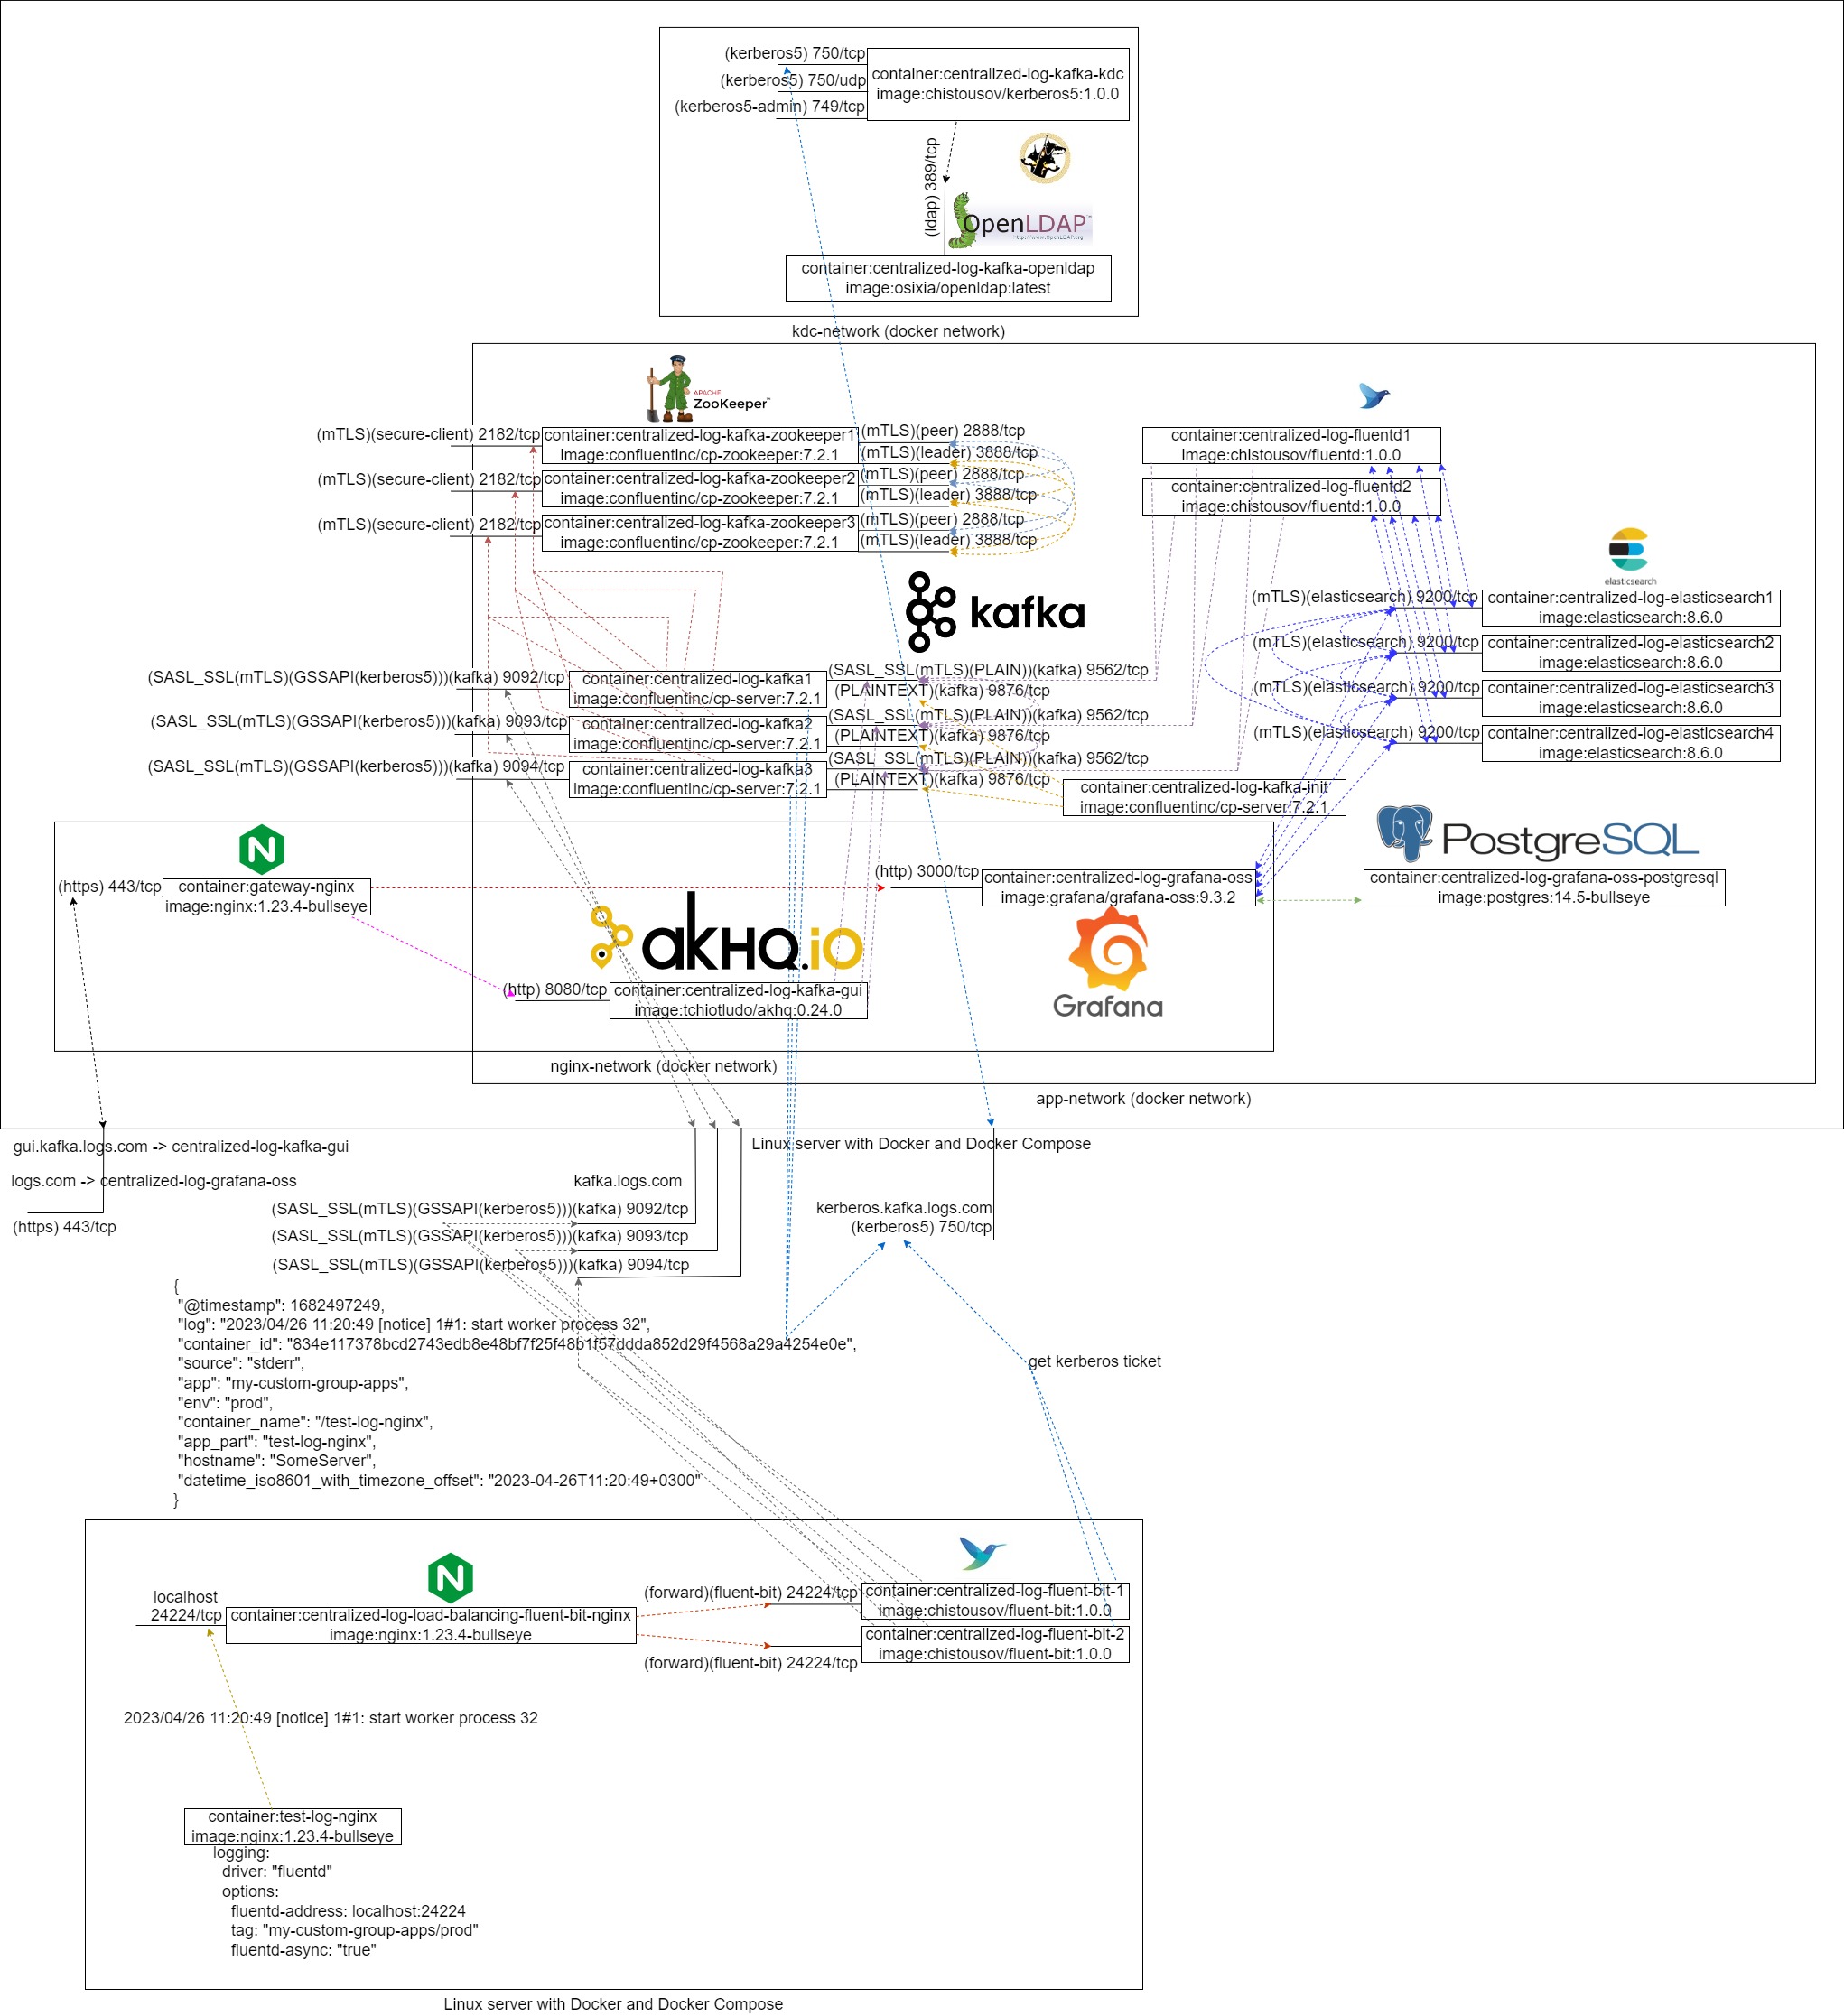 (kerberos5) 750/tcp
(kerberos5) 750/udp
(kerberos5-admin) 749/tcp
container:centralized-log-kafka-kdc
image:chistousov/kerberos5:1.0.0
(ldap) 389/tcp
OpenLDAP
container:centralized-log-kafka-openldap
image:osixia/openldap:latest
kdc-network (docker network)
APACHE
ZooKeeper™
(mTLS)(secure-client) 2182/tcp
container:centralized-log-kafka-zookeeper1
image:confluentinc/cp-zookeeper:7.2.1
(mTLS)(peer) 2888/tcp
(mTLS)(leader) 3888/tcp
(mTLS)(secure-client) 2182/tcp
container:centralized-log-kafka-zookeeper2
image:confluentinc/cp-zookeeper:7.2.1
(mTLS)(peer) 2888/tcp
(mTLS)(leader) 3888/tcp
(mTLS)(secure-client) 2182/tcp
container:centralized-log-kafka-zookeeper3
image:confluentinc/cp-zookeeper:7.2.1
(mTLS)(peer) 2888/tcp
(mTLS)(leader) 3888/tcp
container:centralized-log-fluentd1
image:chistousov/fluentd:1.0.0
container:centralized-log-fluentd2
image:chistousov/fluentd:1.0.0
elasticsearch
(mTLS)(elasticsearch) 9200/tcp
container:centralized-log-elasticsearch1
image:elasticsearch:8.6.0
(mTLS)(elasticsearch) 9200/tcp
container:centralized-log-elasticsearch2
image:elasticsearch:8.6.0
(mTLS)(elasticsearch) 9200/tcp
container:centralized-log-elasticsearch3
image:elasticsearch:8.6.0
(mTLS)(elasticsearch) 9200/tcp
container:centralized-log-elasticsearch4
image:elasticsearch:8.6.0
kafka
(SASL_SSL(mTLS)(GSSAPI(kerberos5)))(kafka) 9092/tcp
container:centralized-log-kafka1
image:confluentinc/cp-server:7.2.1
(SASL_SSL(mTLS)(PLAIN))(kafka) 9562/tcp
(PLAINTEXT)(kafka) 9876/tcp
(SASL_SSL(mTLS)(GSSAPI(kerberos5)))(kafka) 9093/tcp
container:centralized-log-kafka2
image:confluentinc/cp-server:7.2.1
(SASL_SSL(mTLS)(PLAIN))(kafka) 9562/tcp
(PLAINTEXT)(kafka) 9876/tcp
(SASL_SSL(mTLS)(GSSAPI(kerberos5)))(kafka) 9094/tcp
container:centralized-log-kafka3
image:confluentinc/cp-server:7.2.1
(SASL_SSL(mTLS)(PLAIN))(kafka) 9562/tcp
(PLAINTEXT)(kafka) 9876/tcp
container:centralized-log-kafka-init
image:confluentinc/cp-server:7.2.1
PostgreSQL
N
(https) 443/tcp
container:gateway-nginx
image:nginx:1.23.4-bullseye
(http) 3000/tcp
container:centralized-log-grafana-oss
image:grafana/grafana-oss:9.3.2
container:centralized-log-grafana-oss-postgresql
image:postgres:14.5-bullseye
akHQ.io
Grafana
(http) 8080/tcp
container:centralized-log-kafka-gui
image:tchiotludo/akhq:0.24.0
nginx-network (docker network)
app-network (docker network)
Linux server with Docker and Docker Compose
gui.kafka.logs.com -> centralized-log-kafka-gui
logs.com -> centralized-log-grafana-oss
(https) 443/tcp
kafka.logs.com
(SASL_SSL(mTLS)(GSSAPI(kerberos5)))(kafka) 9092/tcp
(SASL_SSL(mTLS)(GSSAPI(kerberos5)))(kafka) 9093/tcp
(SASL_SSL(mTLS)(GSSAPI(kerberos5)))(kafka) 9094/tcp
kerberos.kafka.logs.com
(kerberos5) 750/tcp
{
"@timestamp": 1682497249,
"log": "2023/04/26 11:20:49 [notice] 1#1: start worker process 32",
"container_id": "834e117378bcd2743edb8e48bf7f25f48b1f57ddda852d29f4568a29a4254e0e",
"source": "stderr",
"app": "my-custom-group-apps",
"env": "prod",
"container_name": "/test-log-nginx",
"app_part": "test-log-nginx",
"hostname": "SomeServer",
"datetime_iso8601_with_timezone_offset": "2023-04-26T11:20:49+0300"
}
get kerberos ticket
N
localhost
24224/tcp
container:centralized-log-load-balancing-fluent-bit-nginx
image:nginx:1.23.4-bullseye
(forward)(fluent-bit) 24224/tcp
container:centralized-log-fluent-bit-1
image:chistousov/fluent-bit:1.0.0
(forward)(fluent-bit) 24224/tcp
container:centralized-log-fluent-bit-2
image:chistousov/fluent-bit:1.0.0
2023/04/26 11:20:49 [notice] 1#1: start worker process 32
container:test-log-nginx
image:nginx:1.23.4-bullseye
logging:
driver: "fluentd"
options:
fluentd-address: localhost:24224
tag: "my-custom-group-apps/prod"
fluentd-async: "true"
Linux server with Docker and Docker Compose